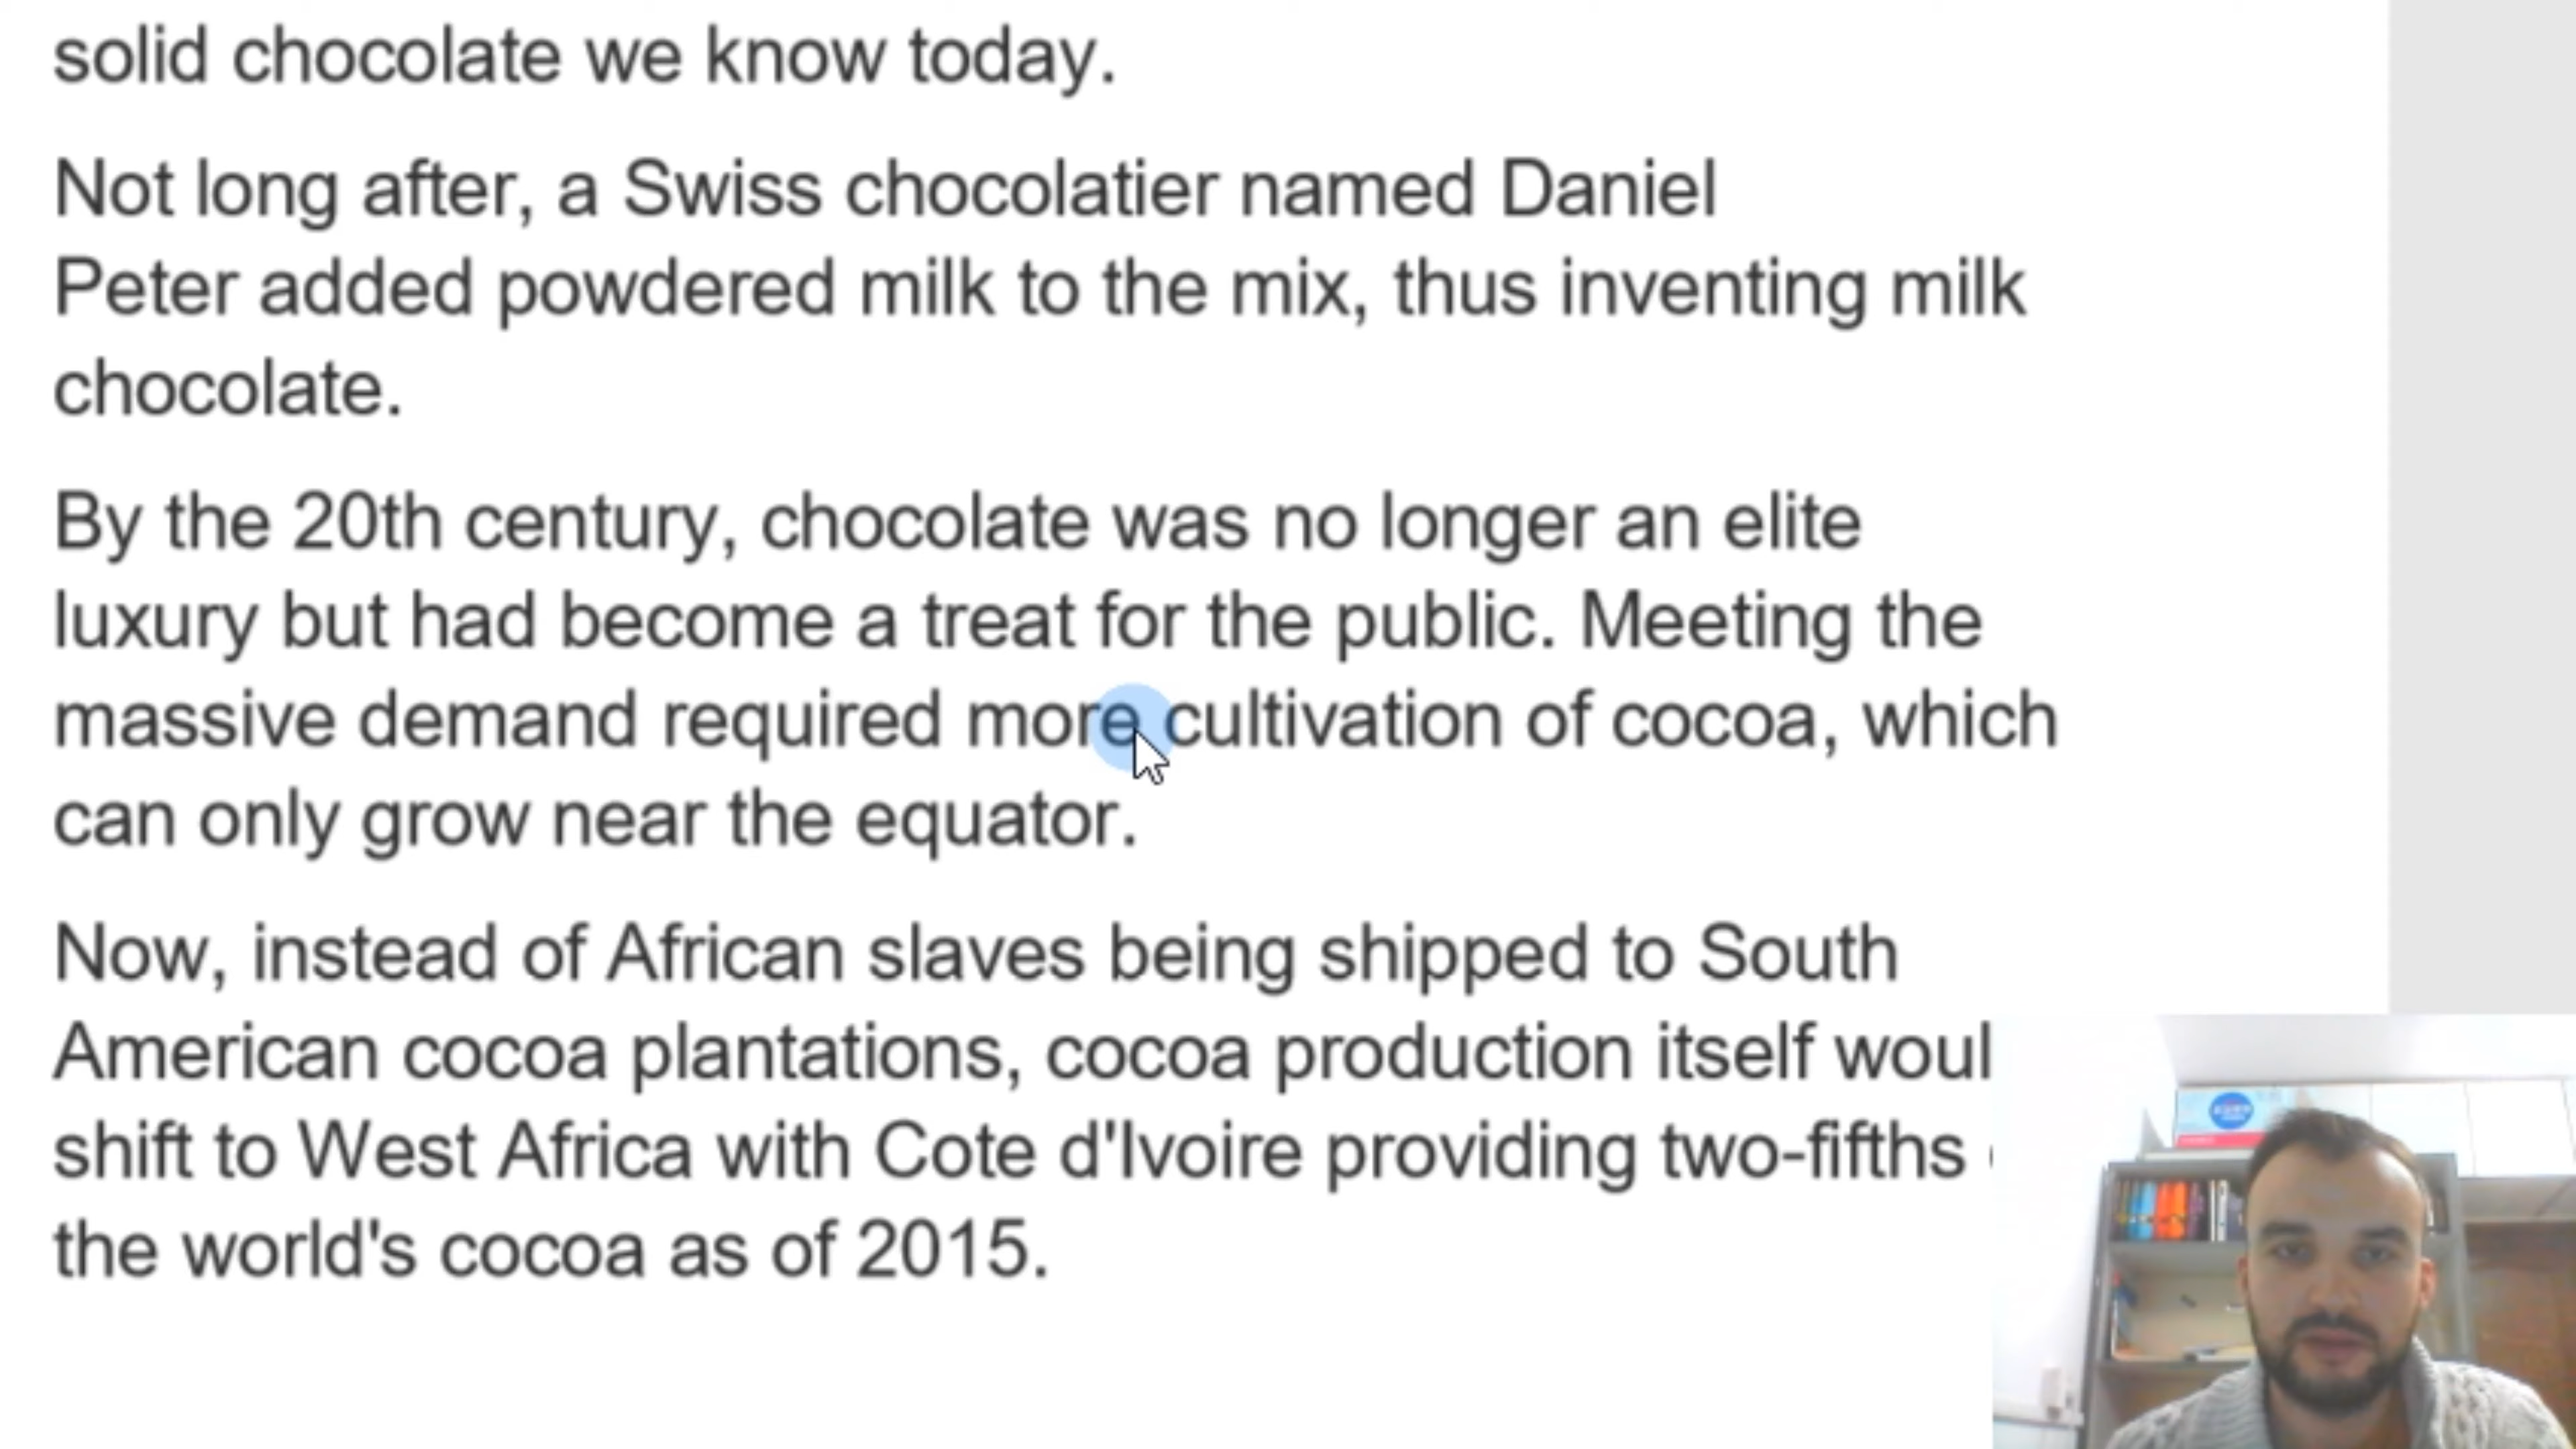 solid chocolate we know today.
Not long after, a Swiss chocolatier named Daniel
Peter added powdered milk to the mix, thus inventing milk
chocolate.
By the 20th century, chocolate was no longer an elite
luxury but had become a treat for the public. Meeting the
massive demand required more cultivation of cocoa, which
can only grow near the equator.
Now, instead of African slaves being shipped to South
American cocoa plantations, cocoa production itself woul
shift to West Africa with Cote d'Ivoire providing two-fifths
the world's cocoa as of 2015.